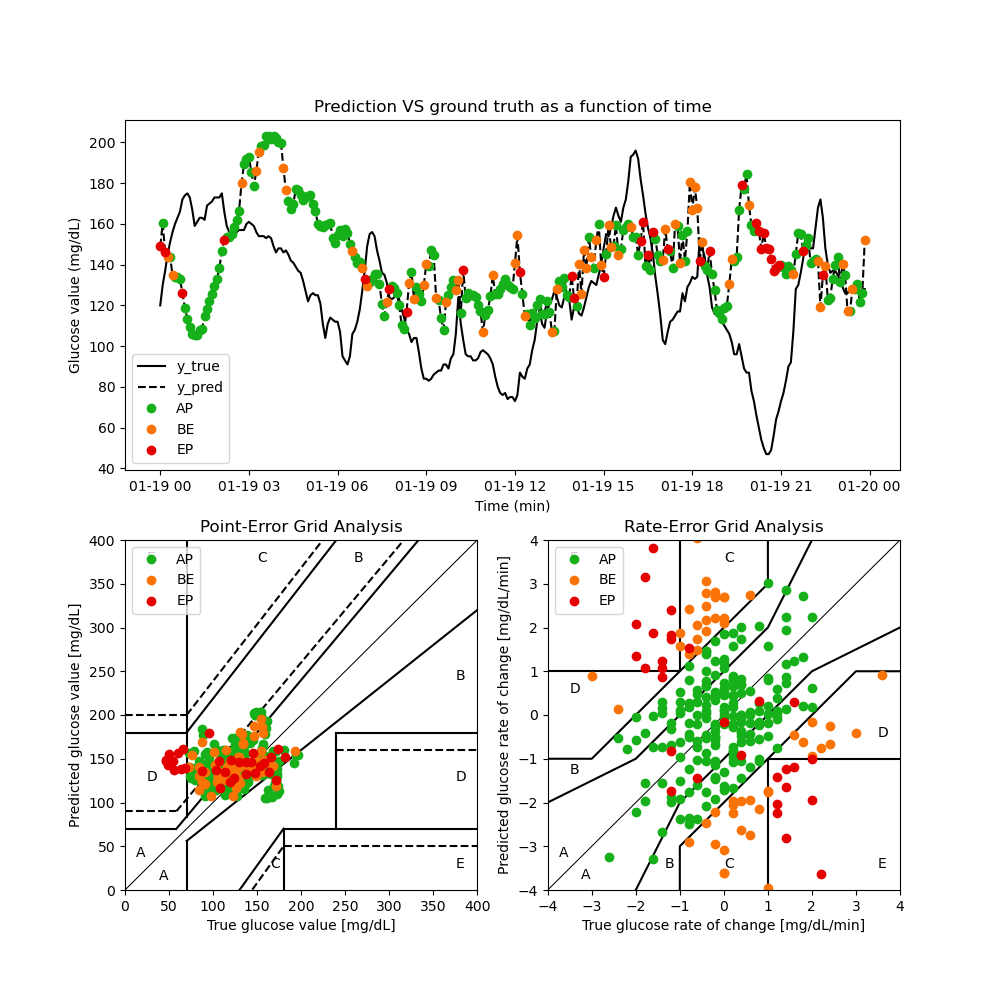 Prediction VS ground truth as a function of time
Glucose value (mg/dL)
200
180
160
140
120
100
80
60
40
y_true
y_pred
AP
BE
EP
01-19 00 01-19 03 01-19 06 01-19 09 01-19 12 01-19 15 01-19 18 01-19 21 01-20 00
Time (min)
Point-Error Grid Analysis
Predicted glucose value [mg/dL]
400
350
300
250
200
150
100
50
0
AP
BE
EP
C
B
B
D
D
A
A
C
E
0 50 100 150 200 250 300 350 400
True glucose value [mg/dL]
Rate-Error Grid Analysis
Predicted glucose rate of change [mg/dL/min]
4
3
2
1
0
−1
−2
−3
−4
AP
BE
EP
C
D
D
B
A
A
B
C
E
−4 −3 −2 −1 0 1 2 3 4
True glucose rate of change [mg/dL/min]